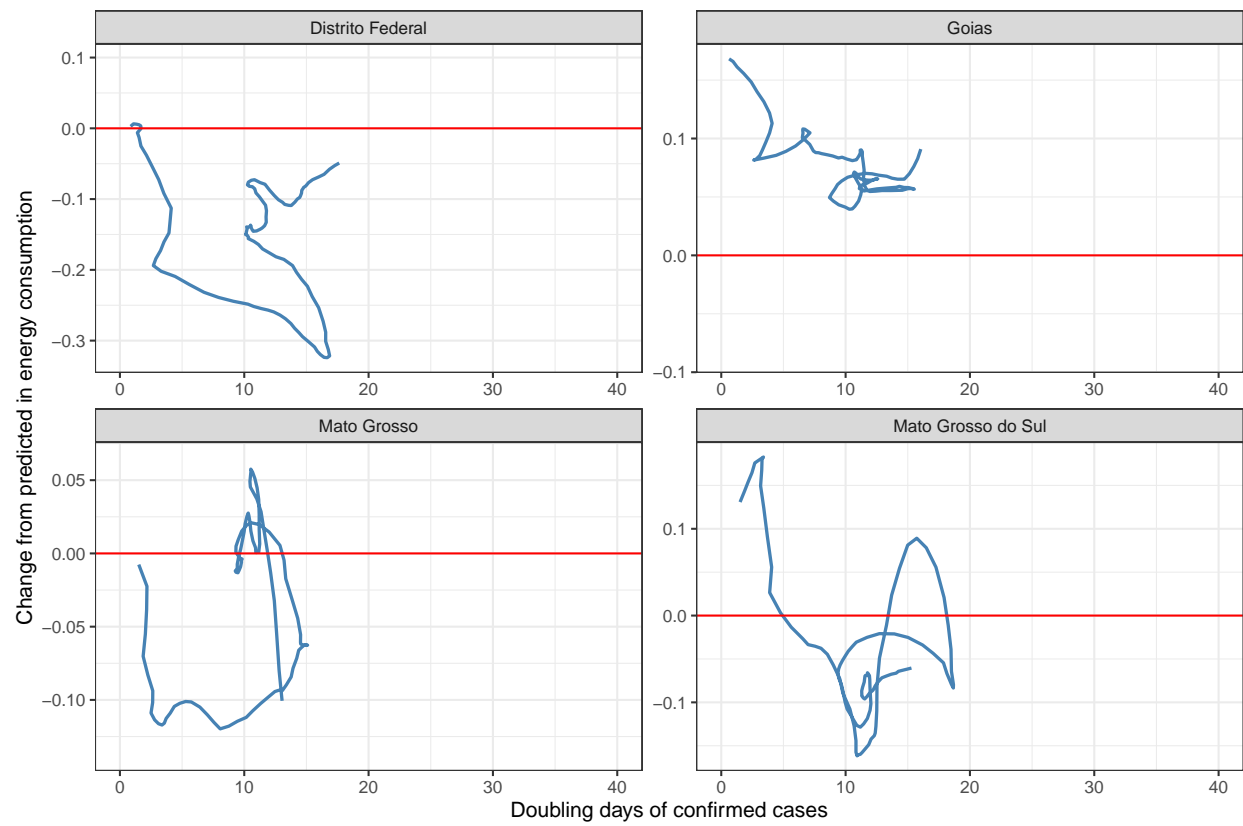 Distrito Federal
Goias
0.1
0.0
−0.1
−0.2
−0.3
0.1
0.0
−0.1
0 10 20 30 40
0 10 20 30 40
Mato Grosso
Mato Grosso do Sul
0.05
0.00
−0.05
−0.10
0.1
0.0
−0.1
0 10 20 30 40
0 10 20 30 40
Doubling days of confirmed cases
Change from predicted in energy consumption